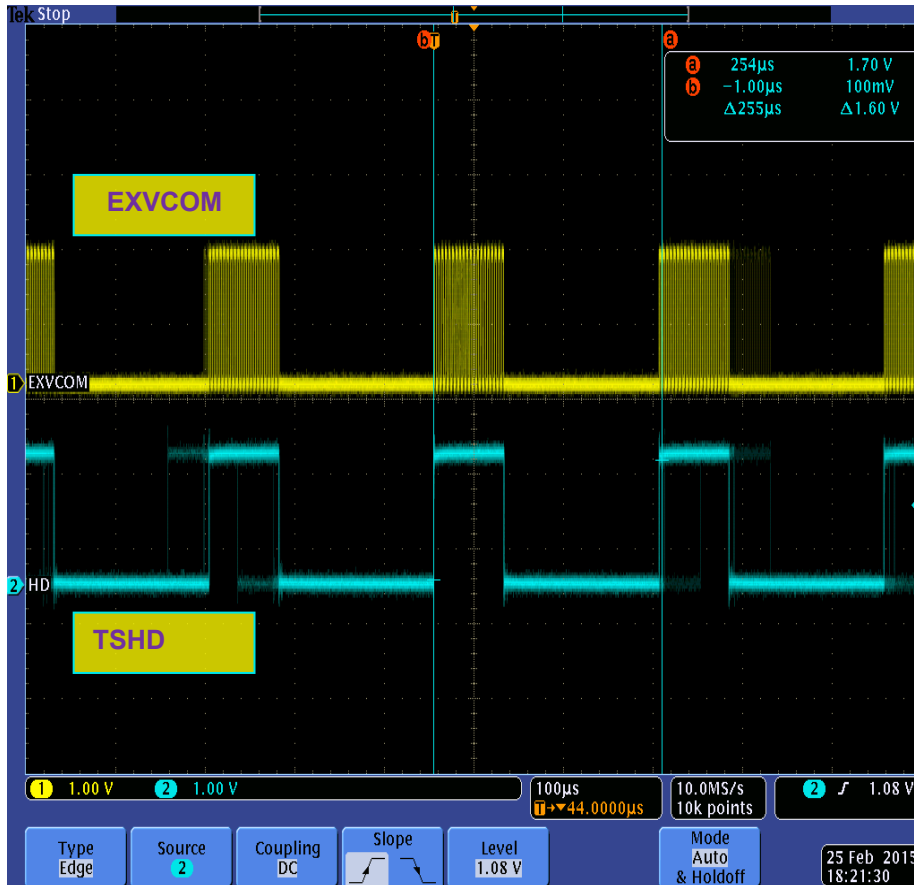 Tek Stop
T
b T
a
a 254µs 1.70 V
b −1.00µs 100mV
Δ255µs Δ1.60 V
EXVCOM
1 EXVCOM
2 HD
TSHD
1 1.00 V 2 1.00 V
100µs
T→▼44.0000µs
10.0MS/s
10k points
2 1.08 V
Type
Edge
Source
2
Coupling
DC
Slope
Level
1.08 V
Mode
Auto
& Holdoff
25 Feb 2015
18:21:30